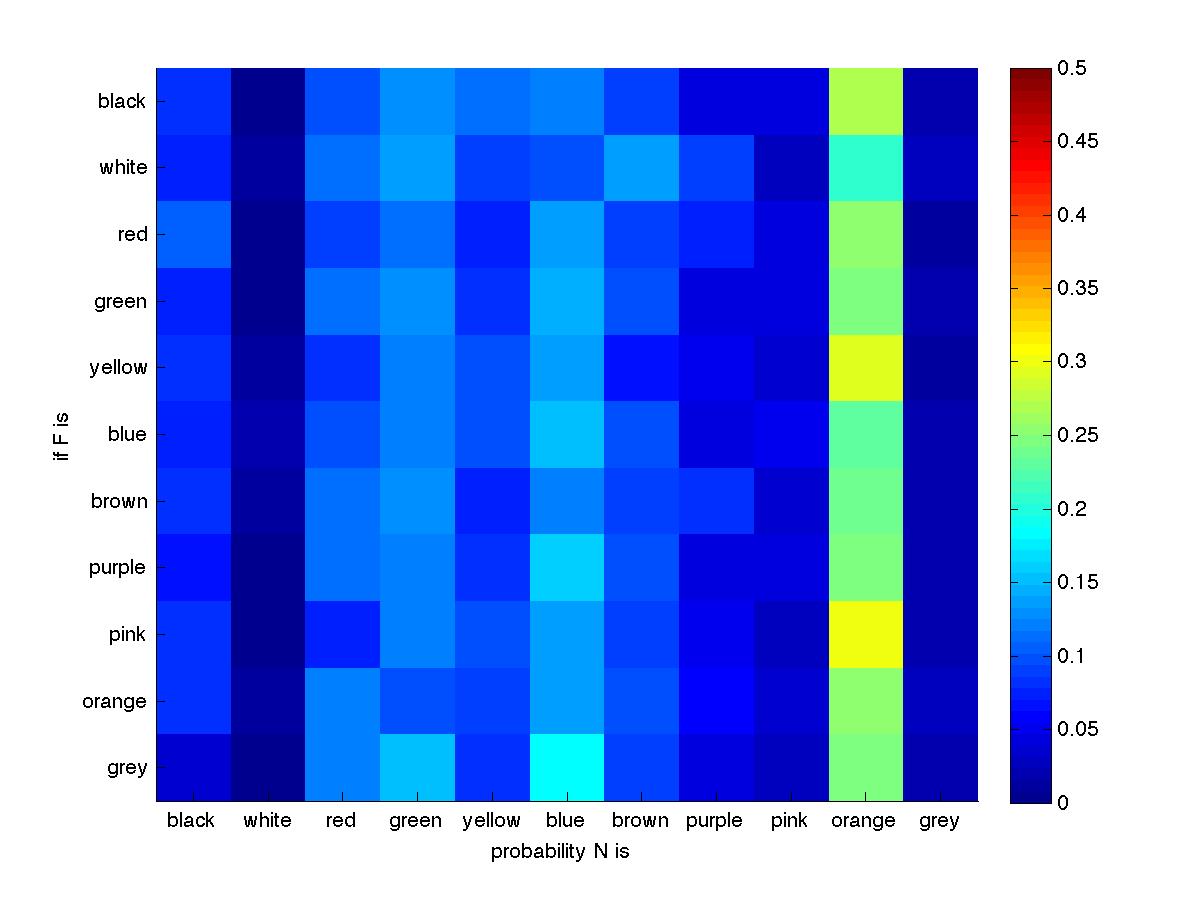 black
white
red
green
yellow
blue
brown
purple
pink
orange
grey
if F is
black white red green yellow blue brown purple pink orange grey
probability N is
0.5
0.45
0.4
0.35
0.3
0.25
0.2
0.15
0.1
0.05
0